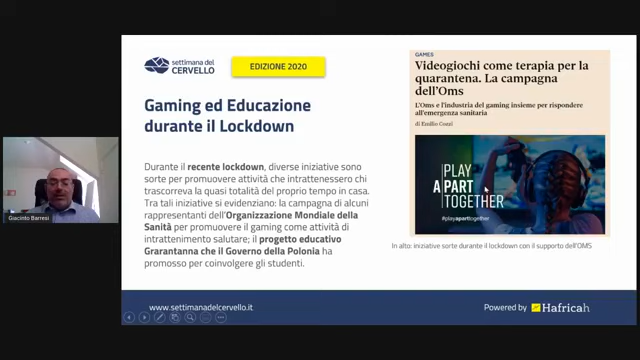 settimana del
CERVELLO
EDIZIONE 2020
Gaming ed Educazione
durante il Lockdown
Durante il recente lockdown, diverse iniziative sono
sorte per promuovere attività che intrattenessero chi
trascorreva la quasi totalità del proprio tempo in casa.
Tra tali iniziative si evidenziano: la campagna di alcuni
rappresentanti dell'Organizzazione Mondiale della
Sanità per promuovere il gaming come attività di
intrattenimento salutare; il progetto educativo
Grarantanna che il Governo della Polonia ha
promosso per coinvolgere gli studenti.
GAMES
Videogiochi come terapia per la
quarantena. La campagna
dell'Oms
L'Oms e l'industria del gaming insieme per rispondere
all'emergenza sanitaria
di Emilio Cozzi
PLAY
APART
TOGETHER
#playaparttogether
In alto: iniziative sorte durante il lockdown con il supporto dell'OMS
Giacinto Barresi
www.settimanadelcervello.it
Powered by Hafricah